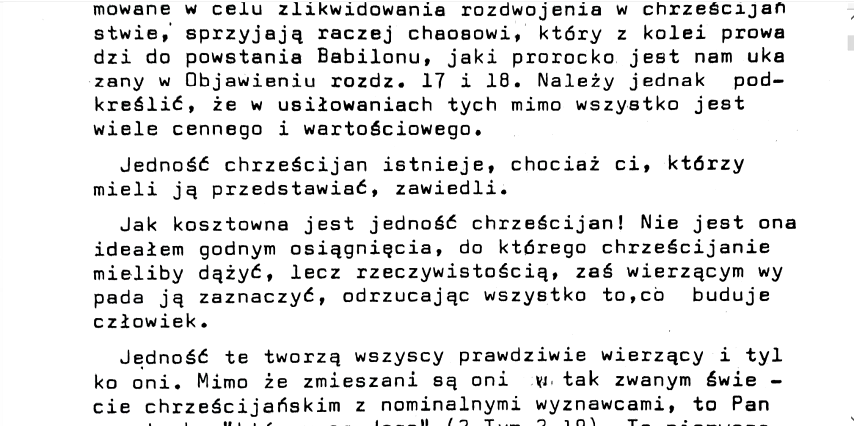 mowane w celu zlikwidowania rozdwojenia w chrześcijań
stwie, sprzyjają raczej chaosowi, który z kolei prowa
dzi do powstania Babilonu, jaki prorocko jest nam uka
zany w Objawieniu rozdz. 17 i 18. Należy jednak pod-
kreślić, że w usiłowaniach tych mimo wszystko jest
wiele cennego i wartościowego.
Jedność chrześcijan istnieje, chociaż ci, którzy
mieli ją przedstawiać, zawiedli.
Jak kosztowna jest jedność chrześcijan! Nie jest ona
ideałem godnym osiągnięcia, do którego chrześcijanie
mieliby dążyć, lecz rzeczywistością, zaś wierzącym wy
pada ją zaznaczyć, odrzucając wszystko to,co buduje
człowiek.
Jedność te tworzą wszyscy prawdziwie wierzący i tyl
ko oni. Mimo że zmieszani są oni w tak zwanym świe -
cie chrześcijańskim z nominalnymi wyznawcami, to Pan